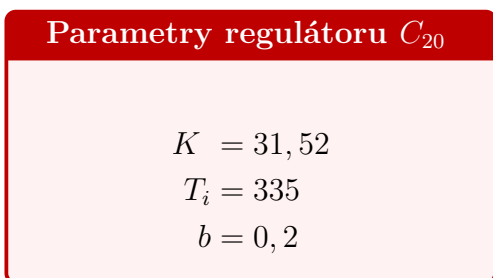 Parametry regulátoru C₂₀
K = 31, 52
Tᵢ = 335
b = 0, 2